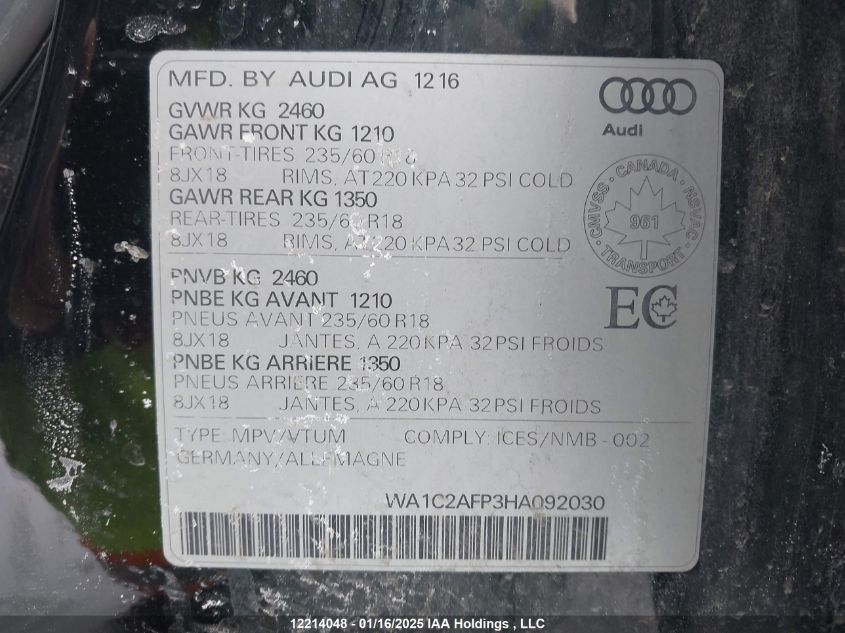 MFD. BY AUDI AG 12 16
Audi
GVWR KG 2460
GAWR FRONT KG 1210
FRONT-TIRES 235/60 R18
8JX18 RIMS, AT 220 KPA 32 PSI COLD
GAWR REAR KG 1350
REAR-TIRES 235/60 R18
8JX18 RIMS, AT 220 KPA 32 PSI COLD
CANADA
CMVSS NSVAC
961
TRANSPORT
PNVB KG 2460
PNBE KG AVANT 1210
PNEUS AVANT 235/60 R18
8JX18 JANTES, A 220 KPA 32 PSI FROIDS
PNBE KG ARRIERE 1350
PNEUS ARRIERE 235/60 R18
8JX18 JANTES, A 220 KPA 32 PSI FROIDS
EC
TYPE: MPV/VTUM COMPLY: ICES/NMB - 002
GERMANY/ALLEMAGNE
WA1C2AFP3HA092030
12214048 - 01/16/2025 IAA Holdings , LLC